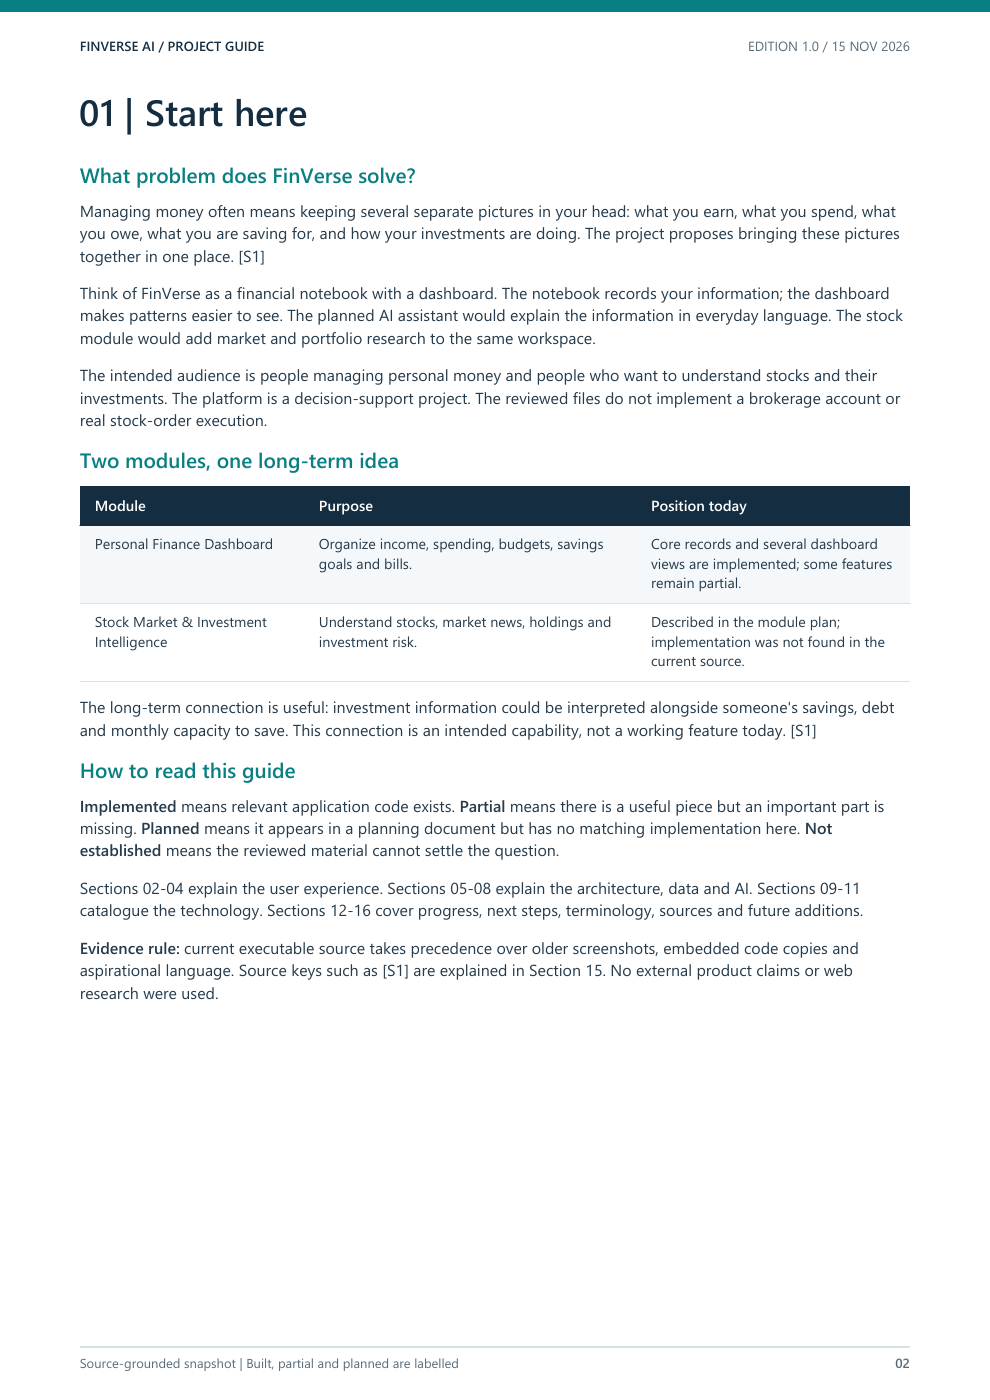 FINVERSE AI / PROJECT GUIDE
EDITION 1.0 / 15 NOV 2026
01 | Start here
What problem does FinVerse solve?
Managing money often means keeping several separate pictures in your head: what you earn, what you spend, what
you owe, what you are saving for, and how your investments are doing. The project proposes bringing these pictures
together in one place. [S1]
Think of FinVerse as a financial notebook with a dashboard. The notebook records your information; the dashboard
makes patterns easier to see. The planned AI assistant would explain the information in everyday language. The stock
module would add market and portfolio research to the same workspace.
The intended audience is people managing personal money and people who want to understand stocks and their
investments. The platform is a decision-support project. The reviewed files do not implement a brokerage account or
real stock-order execution.
Two modules, one long-term idea
Module
Purpose
Position today
Personal Finance Dashboard
Organize income, spending, budgets, savings
goals and bills.
Core records and several dashboard
views are implemented; some features
remain partial.
Stock Market & Investment
Intelligence
Understand stocks, market news, holdings and
investment risk.
Described in the module plan;
implementation was not found in the
current source.
The long-term connection is useful: investment information could be interpreted alongside someone's savings, debt
and monthly capacity to save. This connection is an intended capability, not a working feature today. [S1]
How to read this guide
Implemented means relevant application code exists. Partial means there is a useful piece but an important part is
missing. Planned means it appears in a planning document but has no matching implementation here. Not
established means the reviewed material cannot settle the question.
Sections 02-04 explain the user experience. Sections 05-08 explain the architecture, data and AI. Sections 09-11
catalogue the technology. Sections 12-16 cover progress, next steps, terminology, sources and future additions.
Evidence rule: current executable source takes precedence over older screenshots, embedded code copies and
aspirational language. Source keys such as [S1] are explained in Section 15. No external product claims or web
research were used.
Source-grounded snapshot | Built, partial and planned are labelled
02